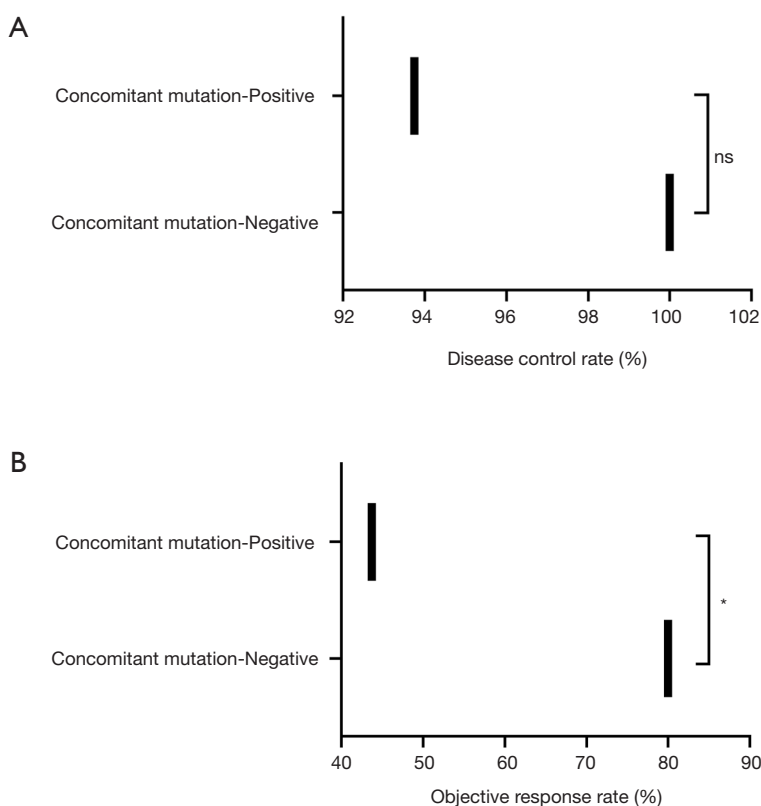 A
Concomitant mutation-Positive
ns
Concomitant mutation-Negative
92 94 96 98 100 102
Disease control rate (%)
B
Concomitant mutation-Positive
*
Concomitant mutation-Negative
40 50 60 70 80 90
Objective response rate (%)